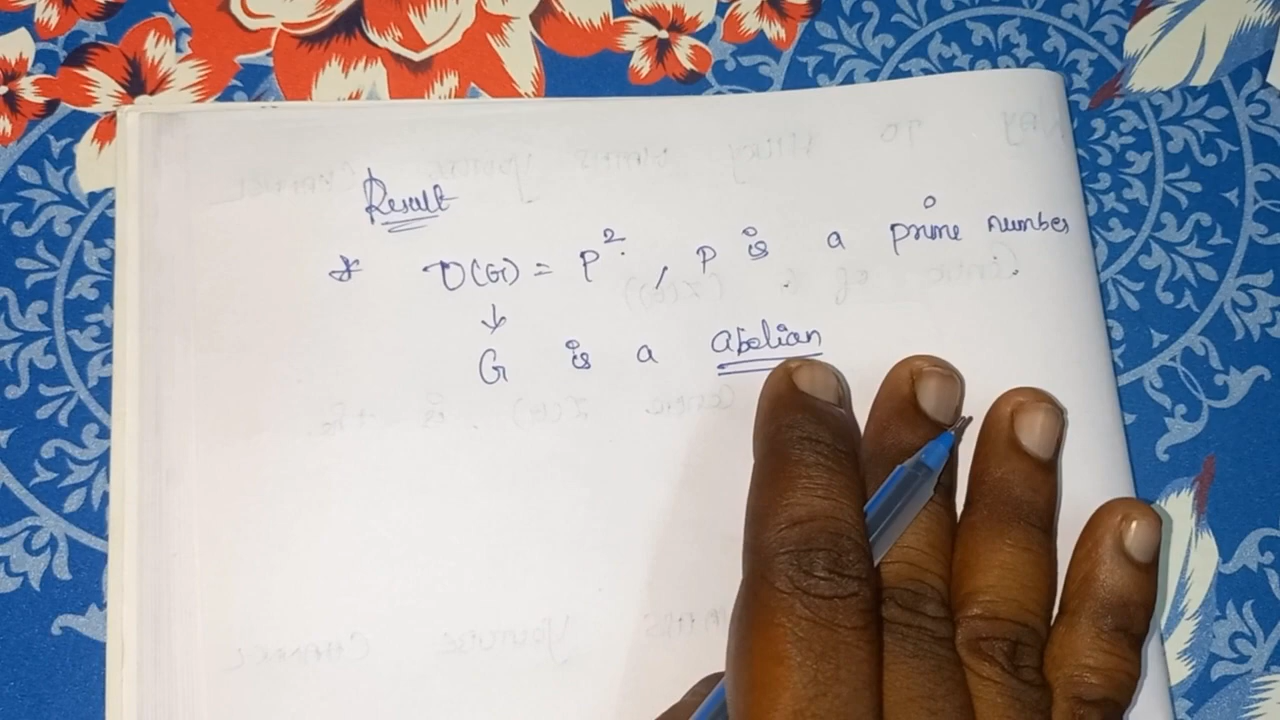 Result
* O(G) = p², p is a prime number.
↓
G is a abelian